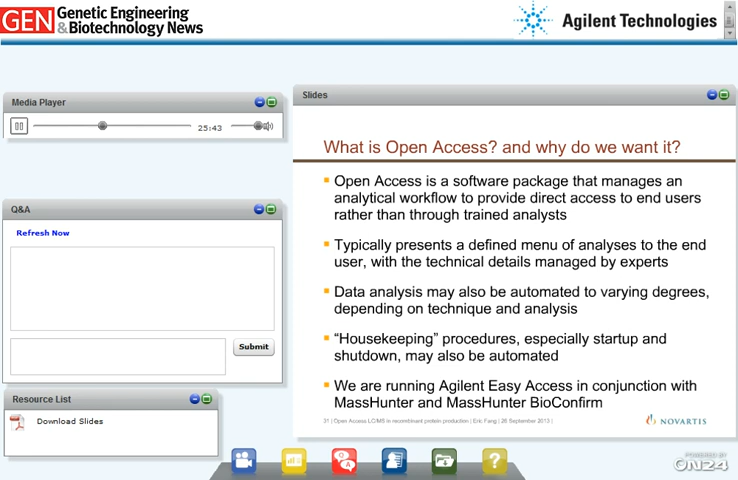 GEN Genetic Engineering
& Biotechnology News
Agilent Technologies
Media Player
25:43
Q&A
Refresh Now
Submit
Resource List
Download Slides
Slides
What is Open Access? and why do we want it?
Open Access is a software package that manages an
analytical workflow to provide direct access to end users
rather than through trained analysts
Typically presents a defined menu of analyses to the end
user, with the technical details managed by experts
Data analysis may also be automated to varying degrees,
depending on technique and analysis
“Housekeeping” procedures, especially startup and
shutdown, may also be automated
We are running Agilent Easy Access in conjunction with
MassHunter and MassHunter BioConfirm
31 | Open Access LC/MS in recombinant protein production | Eric Fang | 26 September 2013 |
NOVARTIS
Q
A
?
POWERED BY
ON24